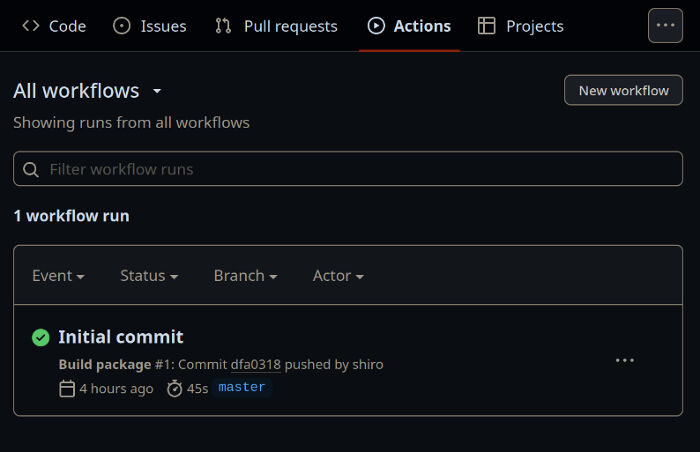 Code Issues Pull requests Actions Projects
All workflows
New workflow
Showing runs from all workflows
Filter workflow runs
1 workflow run
Event Status Branch Actor
Initial commit
Build package #1: Commit dfa0318 pushed by shiro
4 hours ago 45s master